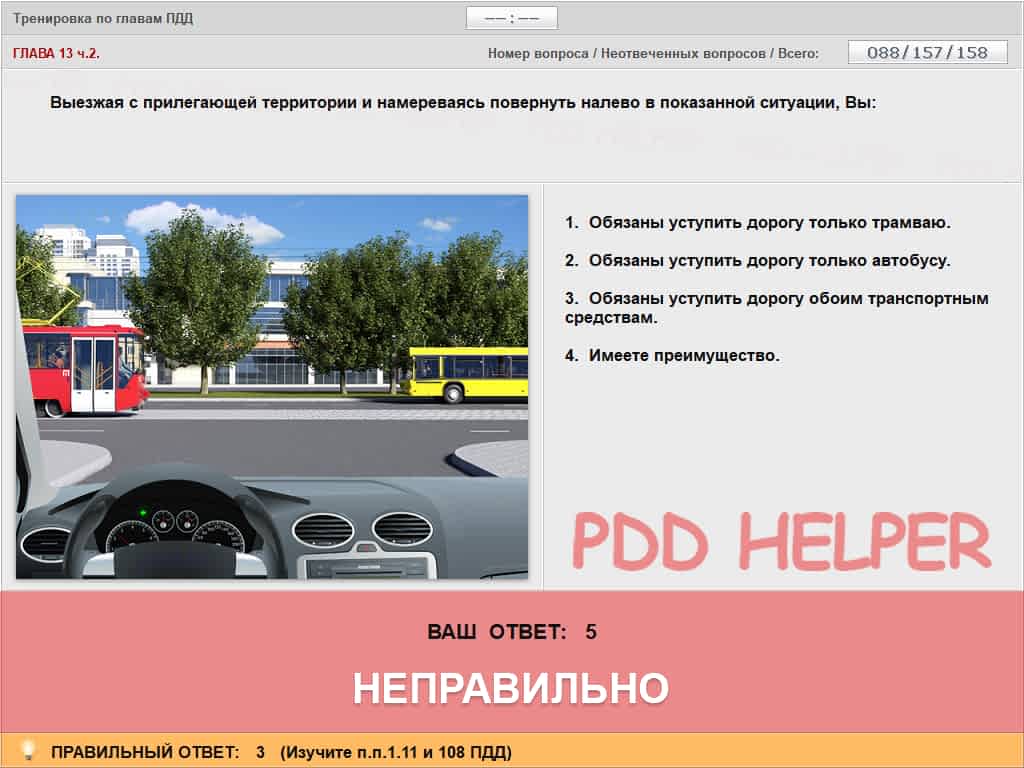 Тренировка по главам ПДД
—— : ——
ГЛАВА 13 ч.2.
Номер вопроса / Неотвеченных вопросов / Всего:
088/157/158
Выезжая с прилегающей территории и намереваясь повернуть налево в показанной ситуации, Вы:
1. Обязаны уступить дорогу только трамваю.
2. Обязаны уступить дорогу только автобусу.
3. Обязаны уступить дорогу обоим транспортным
средствам.
4. Имеете преимущество.
PDD HELPER
ВАШ ОТВЕТ: 5
НЕПРАВИЛЬНО
ПРАВИЛЬНЫЙ ОТВЕТ: 3 (Изучите п.п.1.11 и 108 ПДД)